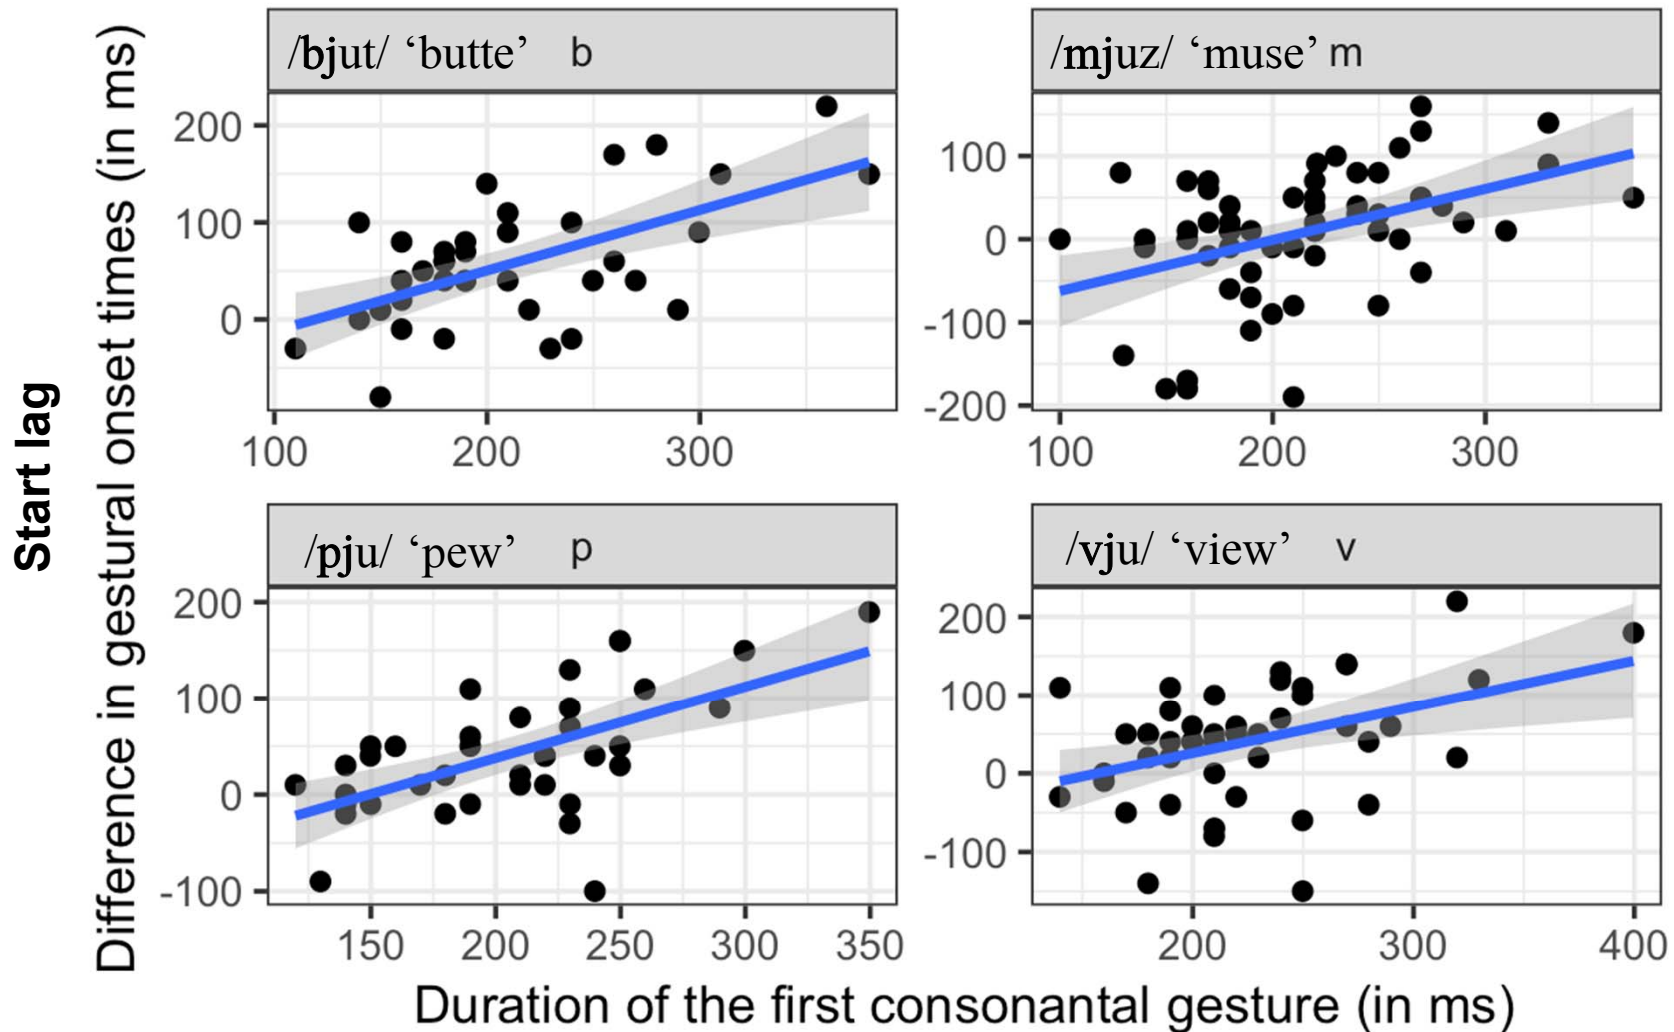 Start lag
Difference in gestural onset times (in ms)
/bjut/ ‘butte’ b
200
100
0
100 200 300
/mjuz/ ‘muse’ m
100
0
-100
-200
100 200 300
/pju/ ‘pew’ p
200
100
0
-100
150 200 250 300 350
/vju/ ‘view’ v
200
100
0
-100
200 300 400
Duration of the first consonantal gesture (in ms)